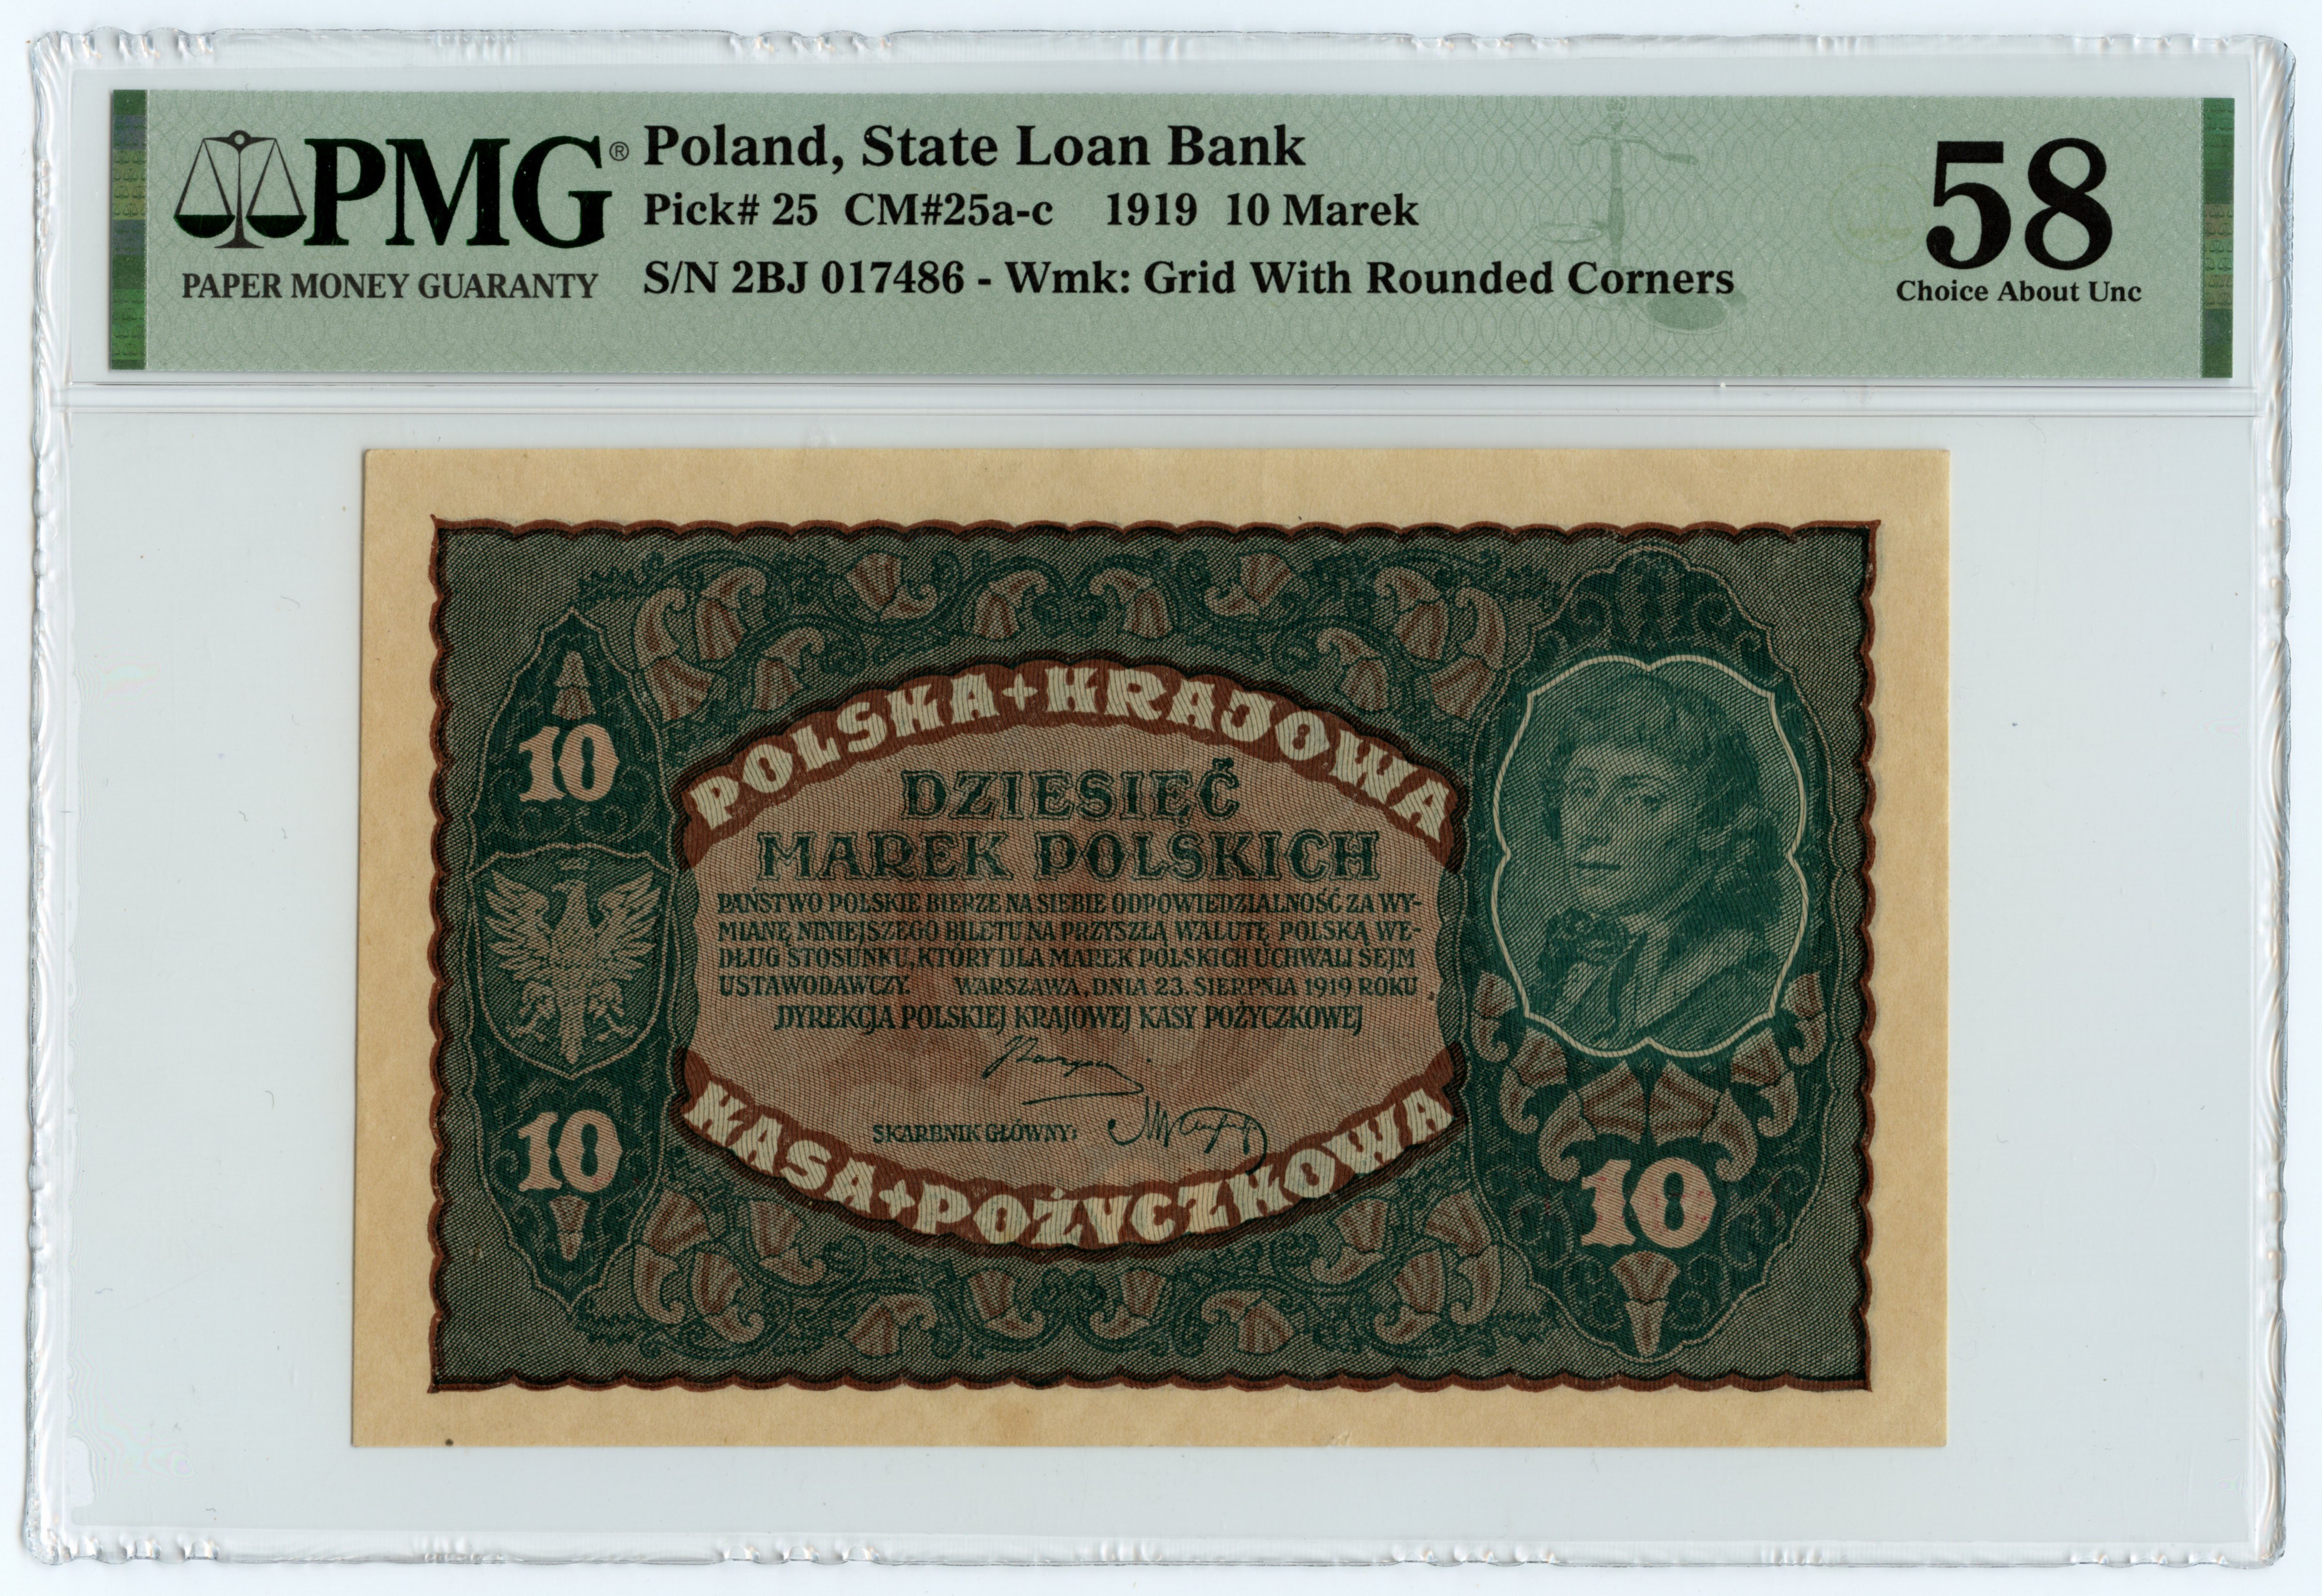 PMG®
PAPER MONEY GUARANTY
Poland, State Loan Bank
Pick# 25 CM#25a-c 1919 10 Marek
S/N 2BJ 017486 - Wmk: Grid With Rounded Corners
58
Choice About Unc
10
POLSKA+KRAJOWA
DZIESIĘĆ
MAREK POLSKICH
PAŃSTWO POLSKIE BIERZE NA SIEBIE ODPOWIEDZIALNOŚĆ ZA WY-
MIANĘ NINIEJSZEGO BILETU NA PRZYSZŁĄ WALUTĘ POLSKĄ WE-
DŁUG STOSUNKU, KTÓRY DLA MAREK POLSKICH UCHWALI SEJM
USTAWODAWCZY. WARSZAWA, DNIA 23. SIERPNIA 1919 ROKU
DYREKCJA POLSKIEJ KRAJOWEJ KASY POŻYCZKOWEJ
SKARBNIK GŁÓWNY:
KASA+POŻYCZKOWA
10
10